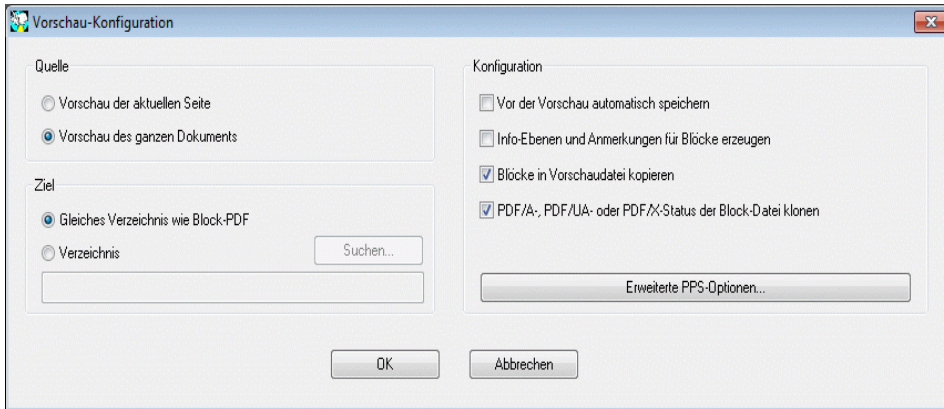 Vorschau-Konfiguration
Quelle
Vorschau der aktuellen Seite
Vorschau des ganzen Dokuments
Ziel
Gleiches Verzeichnis wie Block-PDF
Verzeichnis
Suchen...
Konfiguration
Vor der Vorschau automatisch speichern
Info-Ebenen und Anmerkungen für Blöcke erzeugen
Blöcke in Vorschaudatei kopieren
PDF/A-, PDF/UA- oder PDF/X-Status der Block-Datei klonen
Erweiterte PPS-Optionen...
OK
Abbrechen